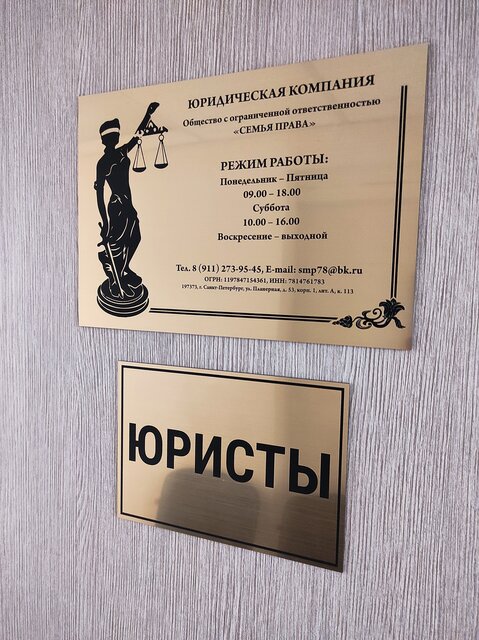 ЮРИДИЧЕСКАЯ КОМПАНИЯ
Общество с ограниченной ответственностью
«СЕМЬЯ ПРАВА»
РЕЖИМ РАБОТЫ:
Понедельник – Пятница
09.00 – 18.00
Суббота
10.00 – 16.00
Воскресение – выходной
Тел. 8 (911) 273-95-45, E-mail: smp78@bk.ru
ОГРН: 1197847154361, ИНН: 7814761783
197373, г. Санкт-Петербург, ул. Планерная, д. 53, корп. 1, лит. А, к. 113
ЮРИСТЫ